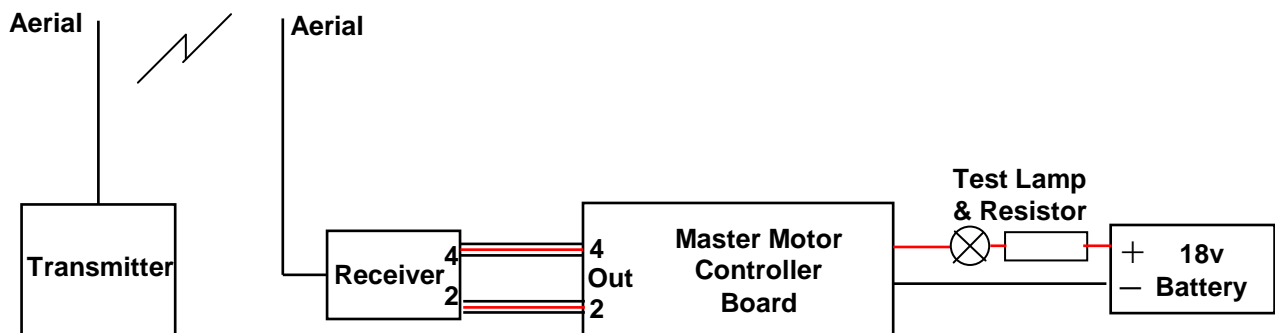 Aerial
Aerial
Test Lamp
& Resistor
Transmitter
Receiver
4
2
4
Out
2
Master Motor
Controller
Board
+ 18v
− Battery